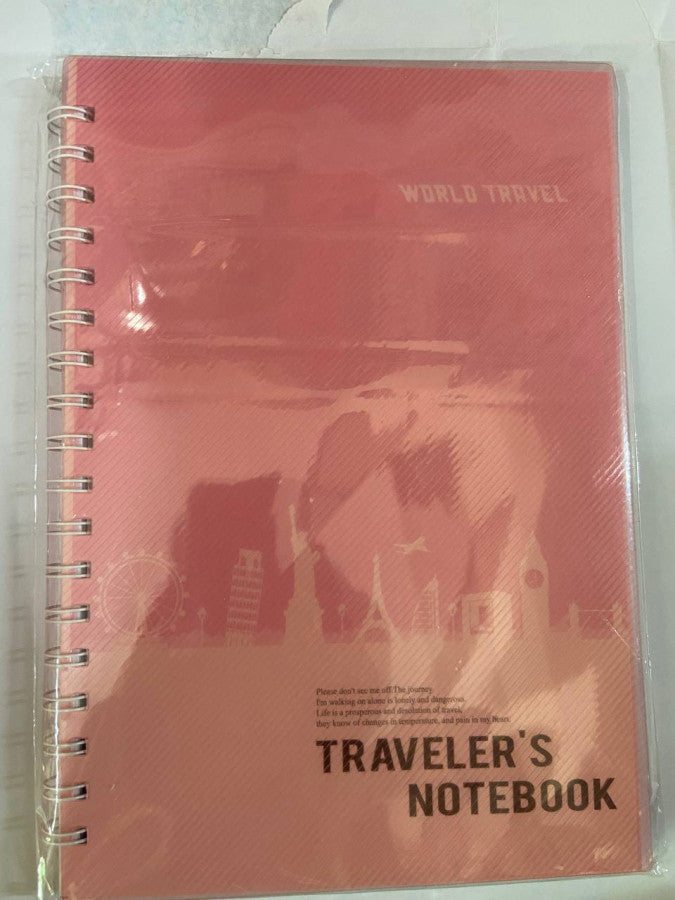 WORLD TRAVEL
Please don't see me off.The journey
I'm walking on alone is lonely and dangerous.
Life is a prosperous and desolution of travel,
they know of changes in temperature, and pain in my heart.
TRAVELER'S
NOTEBOOK